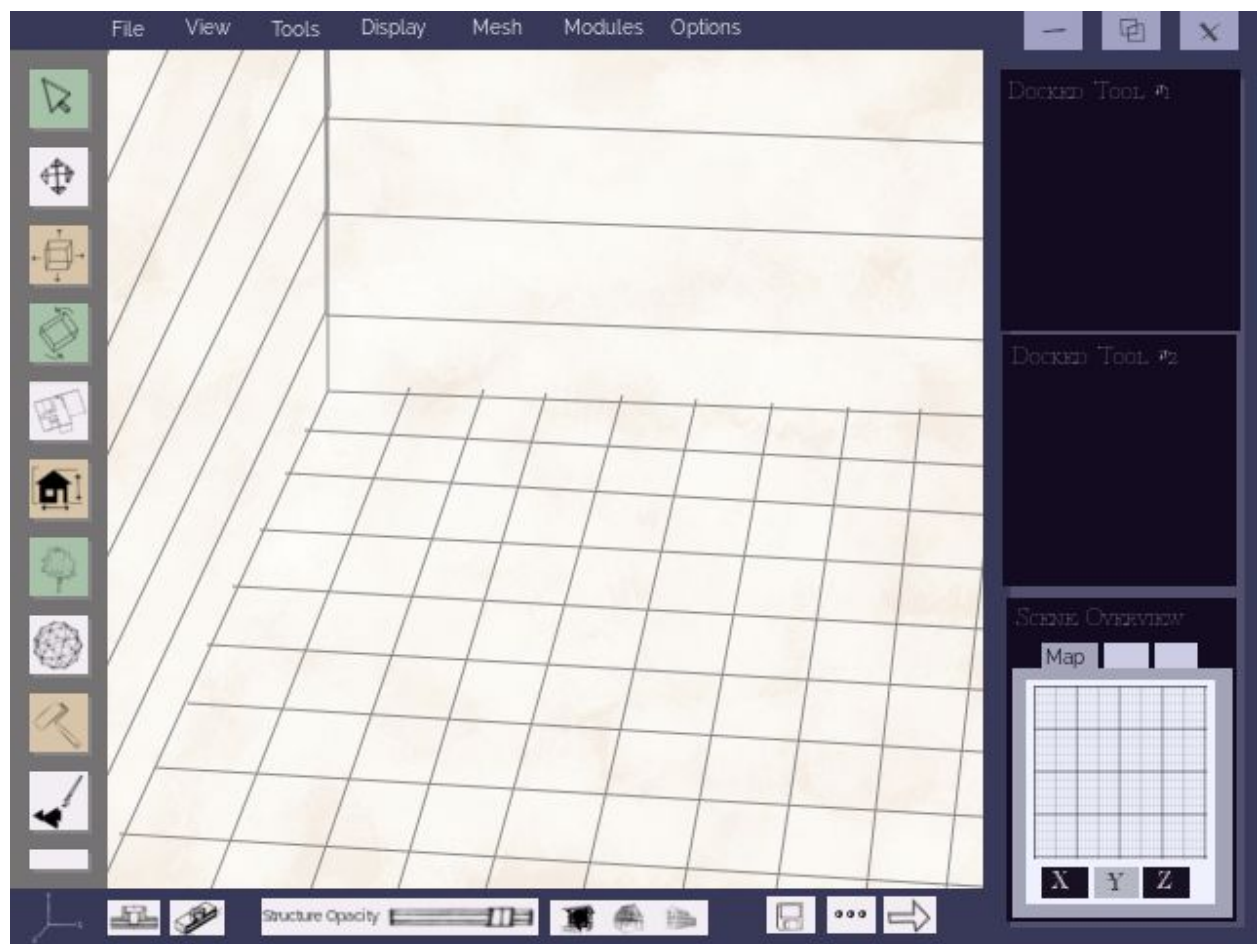 File View Tools Display Mesh Modules Options
X
Docked Tool #1
Docked Tool #2
Scene Overview
Map
X Y Z
Structure Opacity